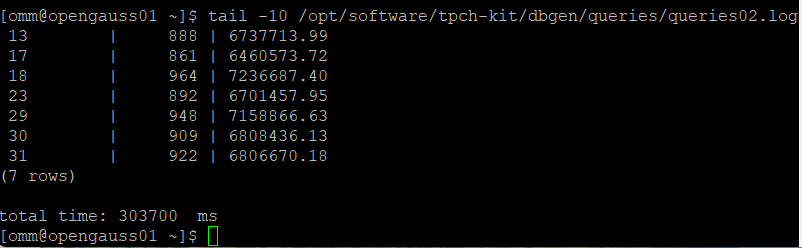 [omm@opengauss01 ~]$ tail -10 /opt/software/tpch-kit/dbgen/queries/queries02.log
 13         |     888 | 6737713.99
 17         |     861 | 6460573.72
 18         |     964 | 7236687.40
 23         |     892 | 6701457.95
 29         |     948 | 7158866.63
 30         |     909 | 6808436.13
 31         |     922 | 6806670.18
(7 rows)

total time: 303700  ms
[omm@opengauss01 ~]$